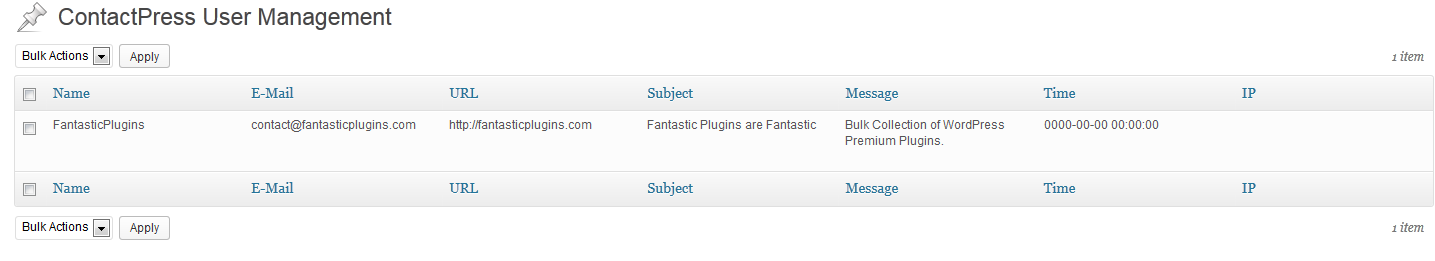 ContactPress User Management
Bulk Actions Apply 1 item
Name E-Mail URL Subject Message Time IP
FantasticPlugins contact@fantasticplugins.com http://fantasticplugins.com Fantastic Plugins are Fantastic Bulk Collection of WordPress 0000-00-00 00:00:00
Premium Plugins.
Name E-Mail URL Subject Message Time IP
Bulk Actions Apply 1 item